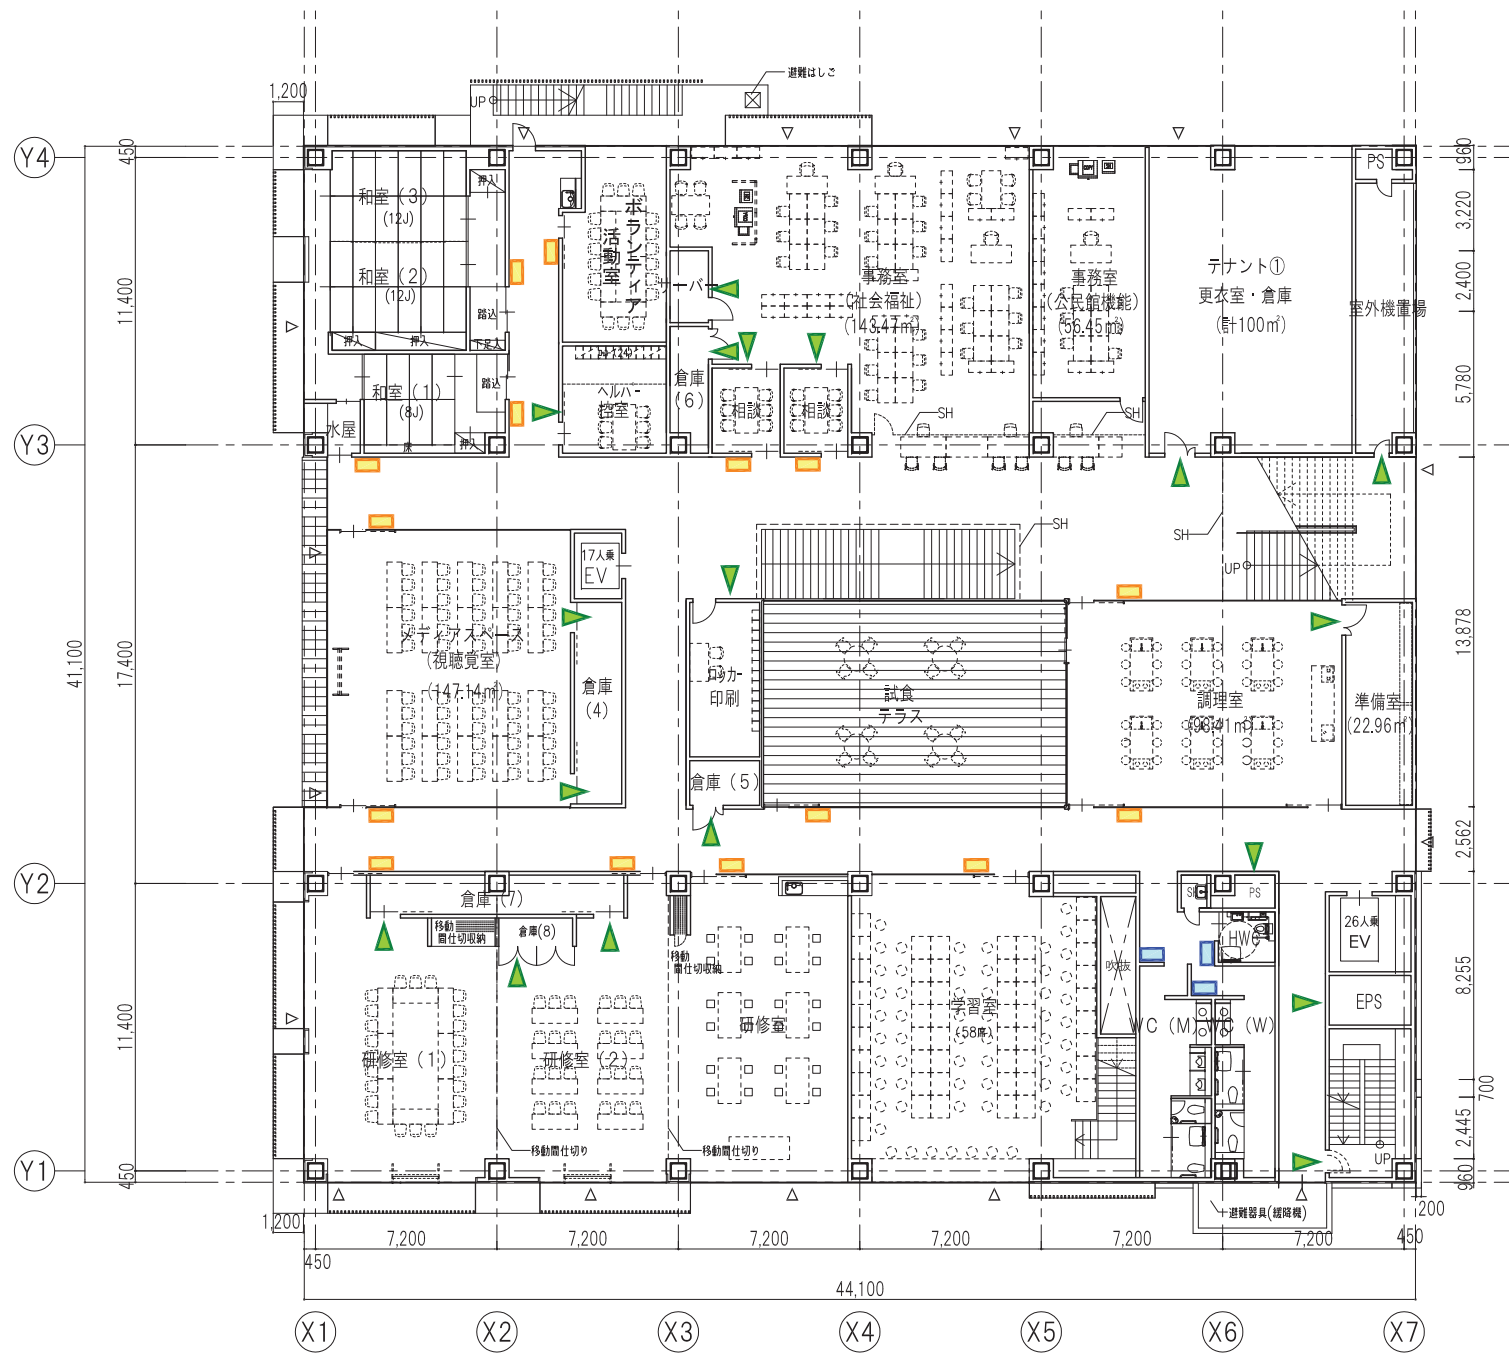 避難はしご
1,200
UP
Y4
450
960
PS
和室（3）
(12J)
押入
ボランティア
活動室
3,220
和室（2）
(12J)
サーバー
事務室
(社会福祉)
(143.47㎡)
事務室
(公民館機能)
(56.45㎡)
テナント①
更衣室・倉庫
(計100㎡)
室外機置場
2,400
11,400
踏込
押入
押入
下足入
5,780
和室（1）
(8J)
踏込
ヘルパー
控室
倉庫
(6)
相談
相談
水屋
床
押入
SH
SH
Y3
17人乗
EV
SH
SH
UP
メディアスペース
(視聴覚室)
(147.14㎡)
倉庫
(4)
ロッカー
印刷
試食
テラス
調理室
(98.41㎡)
準備室
(22.96㎡)
41,100
17,400
13,878
倉庫（5）
2,562
Y2
倉庫（7）
移動
間仕切収納
倉庫(8)
移動
間仕切収納
SK
PS
HWC
26人乗
EV
吹抜
8,255
EPS
研修室（1）
研修室（2）
研修室
学習室
(58席)
WC（M）
WC（W）
11,400
700
2,445
移動間仕切り
移動間仕切り
UP
Y1
450
960
避難器具(緩降機)
200
1,200
7,200
7,200
7,200
7,200
7,200
7,200
450
450
44,100
X1
X2
X3
X4
X5
X6
X7